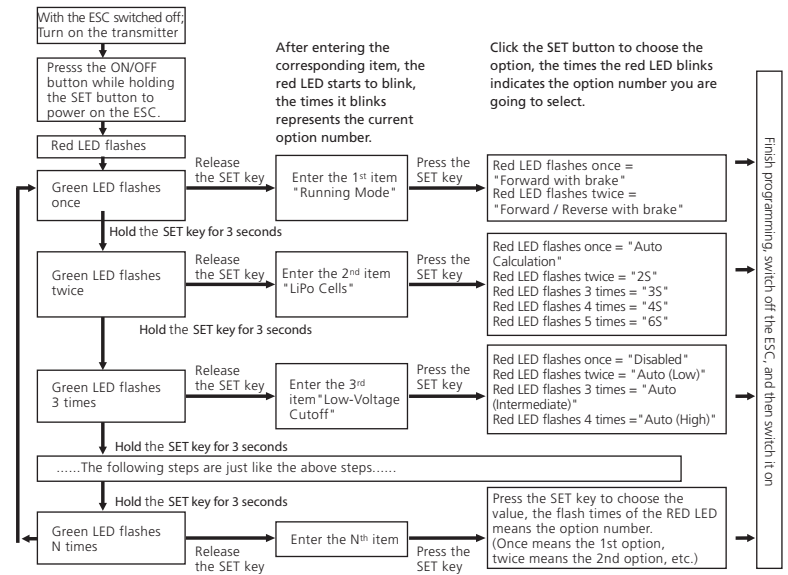 With the ESC switched off;
Turn on the transmitter
Presss the ON/OFF
button while holding
the SET button to
power on the ESC.
Red LED flashes
After entering the
corresponding item, the
red LED starts to blink,
the times it blinks
represents the current
option number.
Click the SET button to choose the
option, the times the red LED blinks
indicates the option number you are
going to select.
Green LED flashes
once
Release
the SET key
Enter the 1st item
"Running Mode"
Press the
SET key
Red LED flashes once =
"Forward with brake"
Red LED flashes twice =
"Forward / Reverse with brake"
Hold the SET key for 3 seconds
Green LED flashes
twice
Release
the SET key
Enter the 2nd item
"LiPo Cells"
Press the
SET key
Red LED flashes once = "Auto
Calculation"
Red LED flashes twice = "2S"
Red LED flashes 3 times = "3S"
Red LED flashes 4 times = "4S"
Red LED flashes 5 times = "6S"
Hold the SET key for 3 seconds
Green LED flashes
3 times
Release
the SET key
Enter the 3rd
item"Low-Voltage
Cutoff"
Press the
SET key
Red LED flashes once = "Disabled"
Red LED flashes twice = "Auto (Low)"
Red LED flashes 3 times = "Auto
(Intermediate)"
Red LED flashes 4 times ="Auto (High)"
Hold the SET key for 3 seconds
......The following steps are just like the above steps......
Hold the SET key for 3 seconds
Green LED flashes
N times
Release
the SET key
Enter the Nth item
Press the
SET key
Press the SET key to choose the
value, the flash times of the RED LED
means the option number.
(Once means the 1st option,
twice means the 2nd option, etc.)
Finish programming, switch off the ESC, and then switch it on